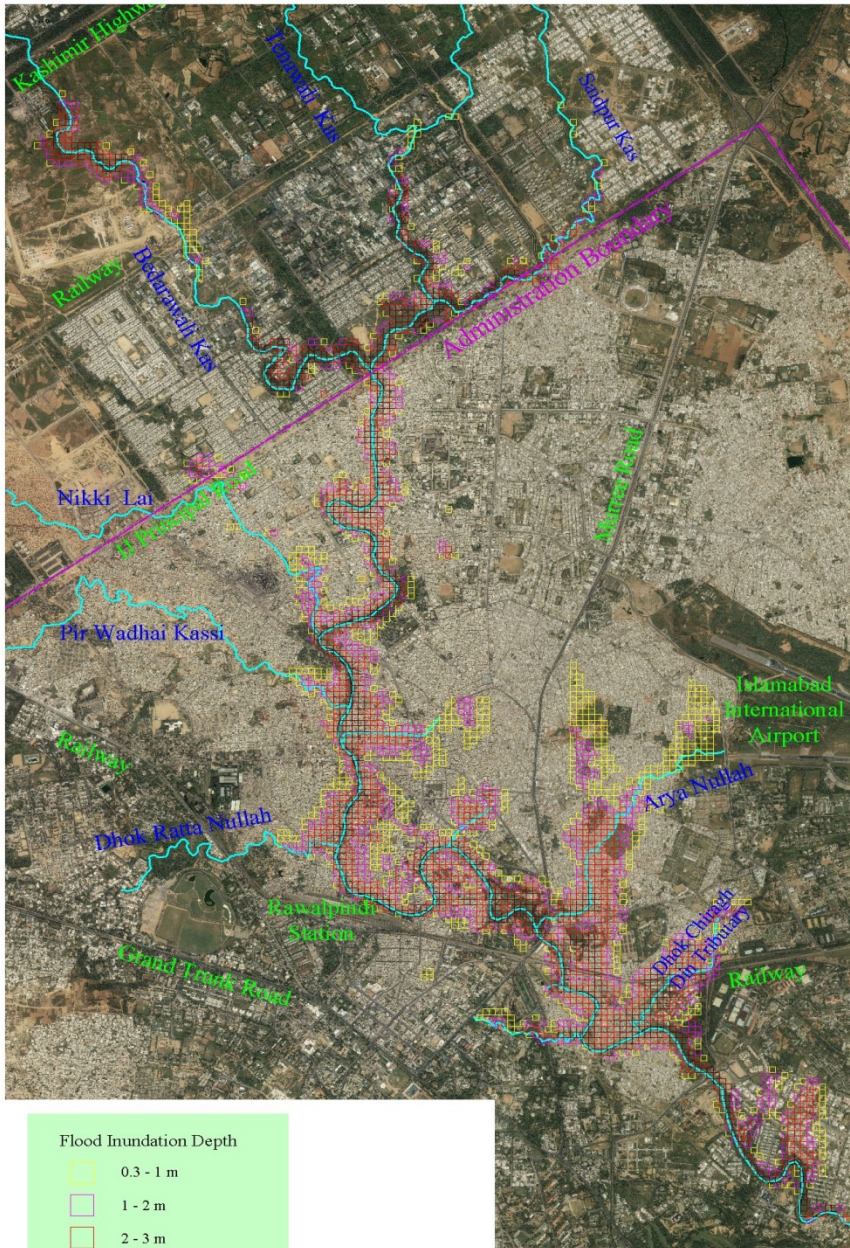 Kashimir Highway
Tenawali Kas
Saidpur Kas
Railway
Bedarawali Kas
Administration Boundary
Nikki Lai
IJ Principal Road
Murree Road
Pir Wadhai Kassi
Railway
Islamabad
International
Airport
Arya Nullah
Dhok Ratta Nullah
Rawalpindi
Station
Grand Trunk Road
Dhok Chiragh
Din Tributary
Railway
Flood Inundation Depth
0.3 - 1 m
1 - 2 m
2 - 3 m